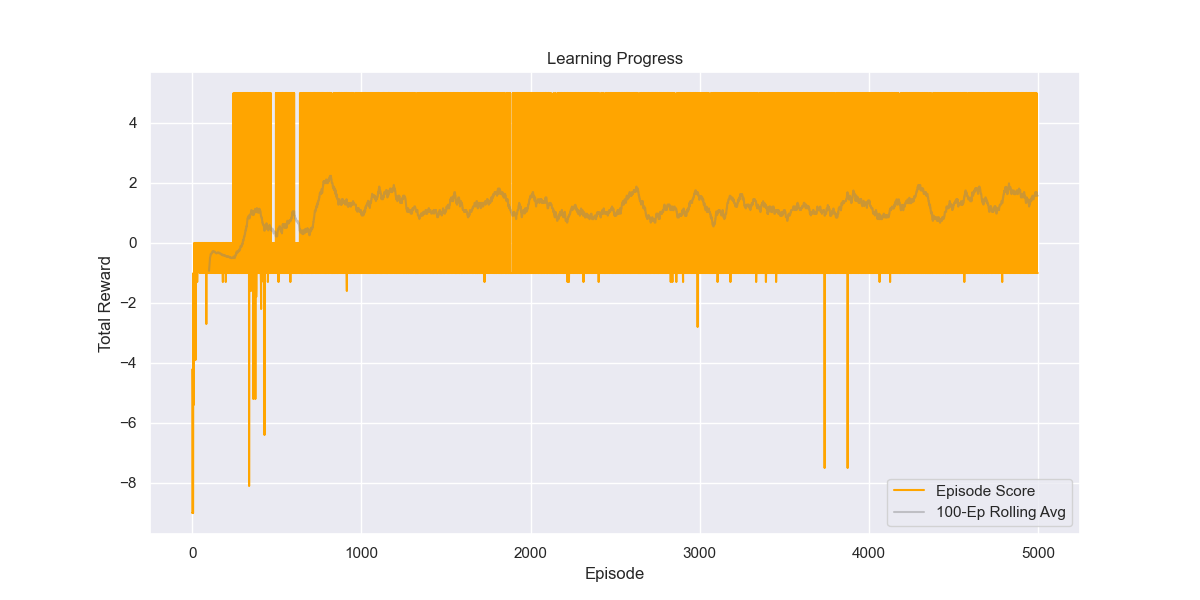 Learning Progress
Total Reward
4
2
0
−2
−4
−6
−8
0
1000
2000
3000
4000
5000
Episode
Episode Score
100-Ep Rolling Avg